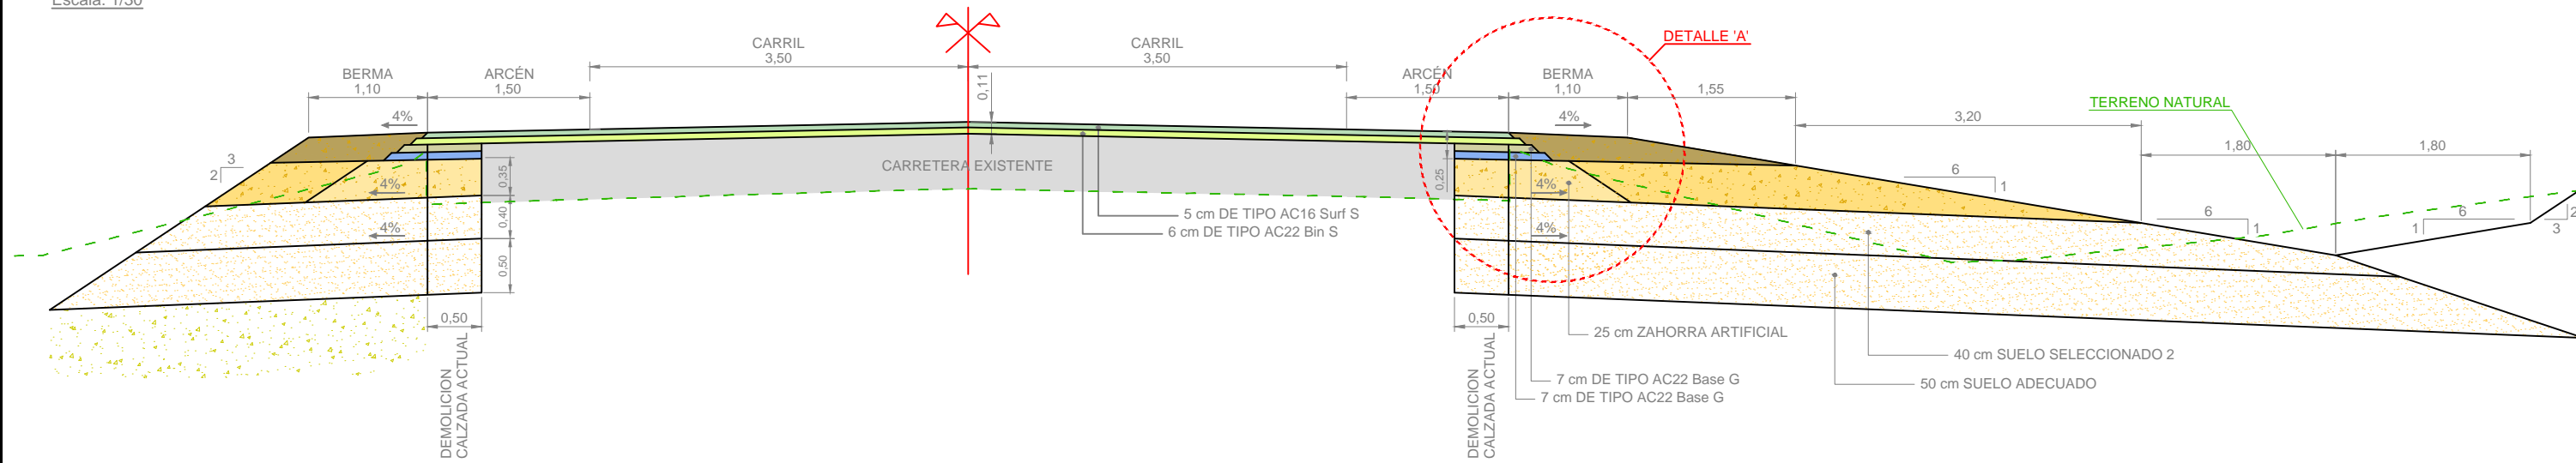 Escala: 1/50
CARRIL
3,50
CARRIL
3,50
DETALLE 'A'
BERMA
1,10
ARCÉN
1,50
0,11
ARCÉN
1,50
BERMA
1,10
1,55
TERRENO NATURAL
3,20
4%
4%
1,80
1,80
3
2
CARRETERA EXISTENTE
0,35
0,25
4%
4%
6
1
0,40
4%
4%
5 cm DE TIPO AC16 Surf S
6 cm DE TIPO AC22 Bin S
6
1
6
1
2
3
0,50
0,50
0,50
25 cm ZAHORRA ARTIFICIAL
40 cm SUELO SELECCIONADO 2
7 cm DE TIPO AC22 Base G
50 cm SUELO ADECUADO
7 cm DE TIPO AC22 Base G
DEMOLICION
CALZADA ACTUAL
DEMOLICION
CALZADA ACTUAL